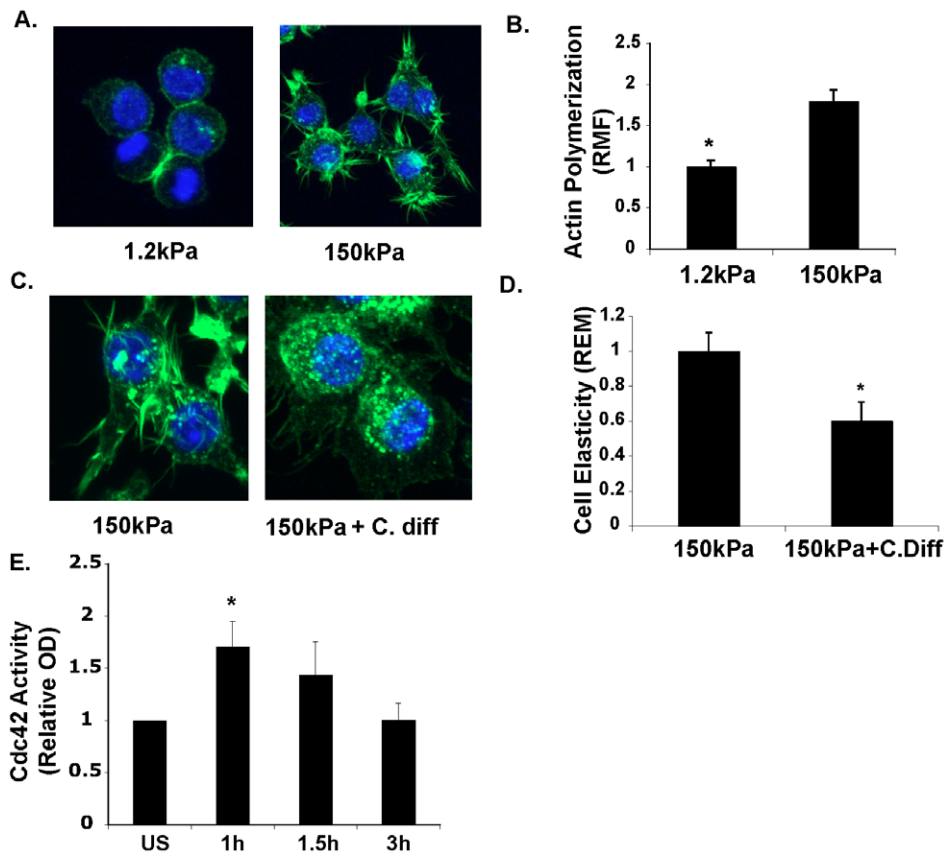 A.
1.2kPa
150kPa
B.
Actin Polymerization
(RMF)
2.5
2
1.5
1
0.5
0
*
1.2kPa
150kPa
C.
150kPa
150kPa + C. diff
D.
Cell Elasticity (REM)
1.2
1
0.8
0.6
0.4
0.2
0
*
150kPa
150kPa+C.Diff
E.
Cdc42 Activity
(Relative OD)
2.5
2
1.5
1
0.5
0
*
US
1h
1.5h
3h